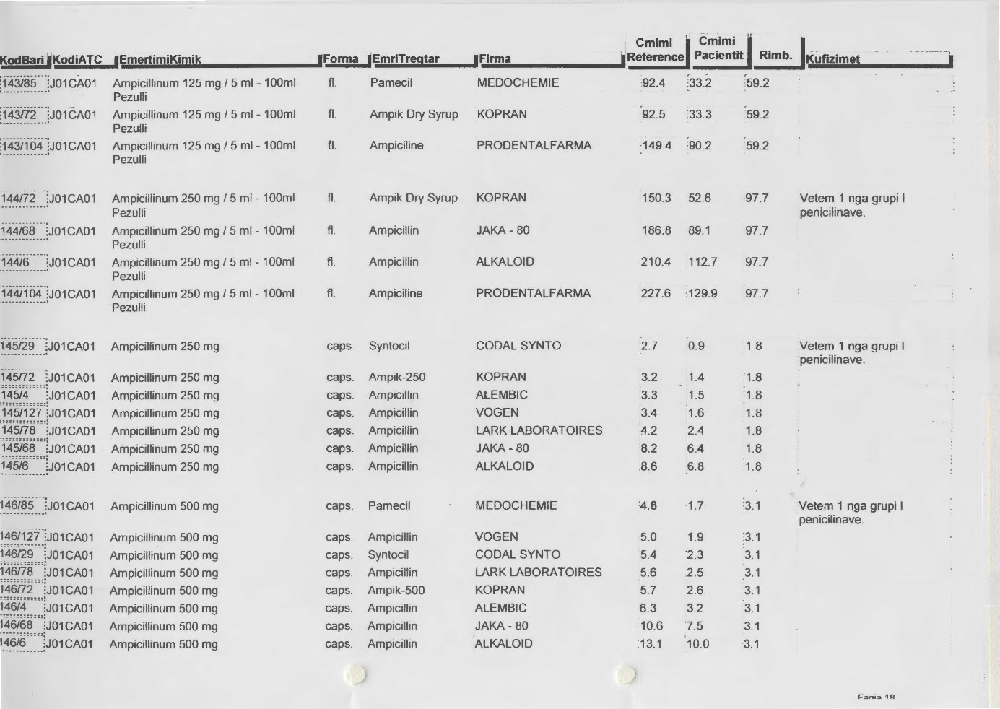 KodBari KodiATC EmertimiKimik Forma EmriTregtar Firma Cmimi Reference Cmimi Pacientit Rimb. Kufizimet
143/85 J01CA01 Ampicillinum 125 mg / 5 ml - 100ml fl. Pamecil MEDOCHEMIE 92.4 33.2 59.2
Pezulli
143/72 J01CA01 Ampicillinum 125 mg / 5 ml - 100ml fl. Ampik Dry Syrup KOPRAN 92.5 33.3 59.2
Pezulli
143/104 J01CA01 Ampicillinum 125 mg / 5 ml - 100ml fl. Ampiciline PRODENTALFARMA 149.4 90.2 59.2
Pezulli
144/72 J01CA01 Ampicillinum 250 mg / 5 ml - 100ml fl. Ampik Dry Syrup KOPRAN 150.3 52.6 97.7 Vetem 1 nga grupi I
Pezulli penicilinave.
144/68 J01CA01 Ampicillinum 250 mg / 5 ml - 100ml fl. Ampicillin JAKA - 80 186.8 89.1 97.7
Pezulli
144/6 J01CA01 Ampicillinum 250 mg / 5 ml - 100ml fl. Ampicillin ALKALOID 210.4 112.7 97.7
Pezulli
144/104 J01CA01 Ampicillinum 250 mg / 5 ml - 100ml fl. Ampiciline PRODENTALFARMA 227.6 129.9 97.7
Pezulli
145/29 J01CA01 Ampicillinum 250 mg caps. Syntocil CODAL SYNTO 2.7 0.9 1.8 Vetem 1 nga grupi I
penicilinave.
145/72 J01CA01 Ampicillinum 250 mg caps. Ampik-250 KOPRAN 3.2 1.4 1.8
145/4 J01CA01 Ampicillinum 250 mg caps. Ampicillin ALEMBIC 3.3 1.5 1.8
145/127 J01CA01 Ampicillinum 250 mg caps. Ampicillin VOGEN 3.4 1.6 1.8
145/78 J01CA01 Ampicillinum 250 mg caps. Ampicillin LARK LABORATOIRES 4.2 2.4 1.8
145/68 J01CA01 Ampicillinum 250 mg caps. Ampicillin JAKA - 80 8.2 6.4 1.8
145/6 J01CA01 Ampicillinum 250 mg caps. Ampicillin ALKALOID 8.6 6.8 1.8
146/85 J01CA01 Ampicillinum 500 mg caps. Pamecil MEDOCHEMIE 4.8 1.7 3.1 Vetem 1 nga grupi I
penicilinave.
146/127 J01CA01 Ampicillinum 500 mg caps. Ampicillin VOGEN 5.0 1.9 3.1
146/29 J01CA01 Ampicillinum 500 mg caps. Syntocil CODAL SYNTO 5.4 2.3 3.1
146/78 J01CA01 Ampicillinum 500 mg caps. Ampicillin LARK LABORATOIRES 5.6 2.5 3.1
146/72 J01CA01 Ampicillinum 500 mg caps. Ampik-500 KOPRAN 5.7 2.6 3.1
146/4 J01CA01 Ampicillinum 500 mg caps. Ampicillin ALEMBIC 6.3 3.2 3.1
146/68 J01CA01 Ampicillinum 500 mg caps. Ampicillin JAKA - 80 10.6 7.5 3.1
146/6 J01CA01 Ampicillinum 500 mg caps. Ampicillin ALKALOID 13.1 10.0 3.1
Faqja 18